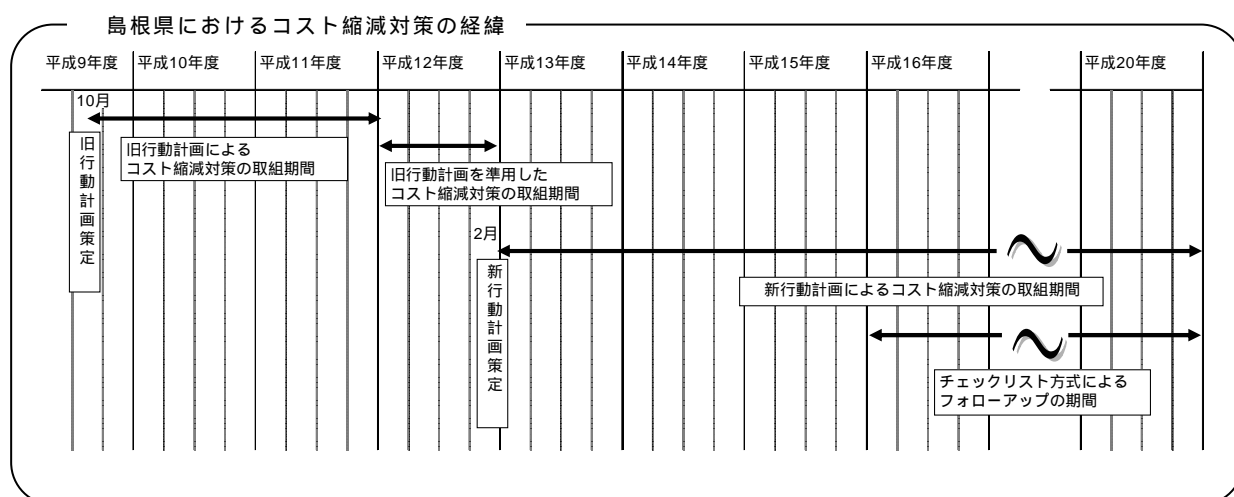 島根県におけるコスト縮減対策の経緯
平成9年度 平成10年度 平成11年度 平成12年度 平成13年度 平成14年度 平成15年度 平成16年度 平成20年度
10月
旧行動計画策定
旧行動計画による
コスト縮減対策の取組期間
旧行動計画を準用した
コスト縮減対策の取組期間
2月
新行動計画策定
新行動計画によるコスト縮減対策の取組期間
チェックリスト方式による
フォローアップの期間